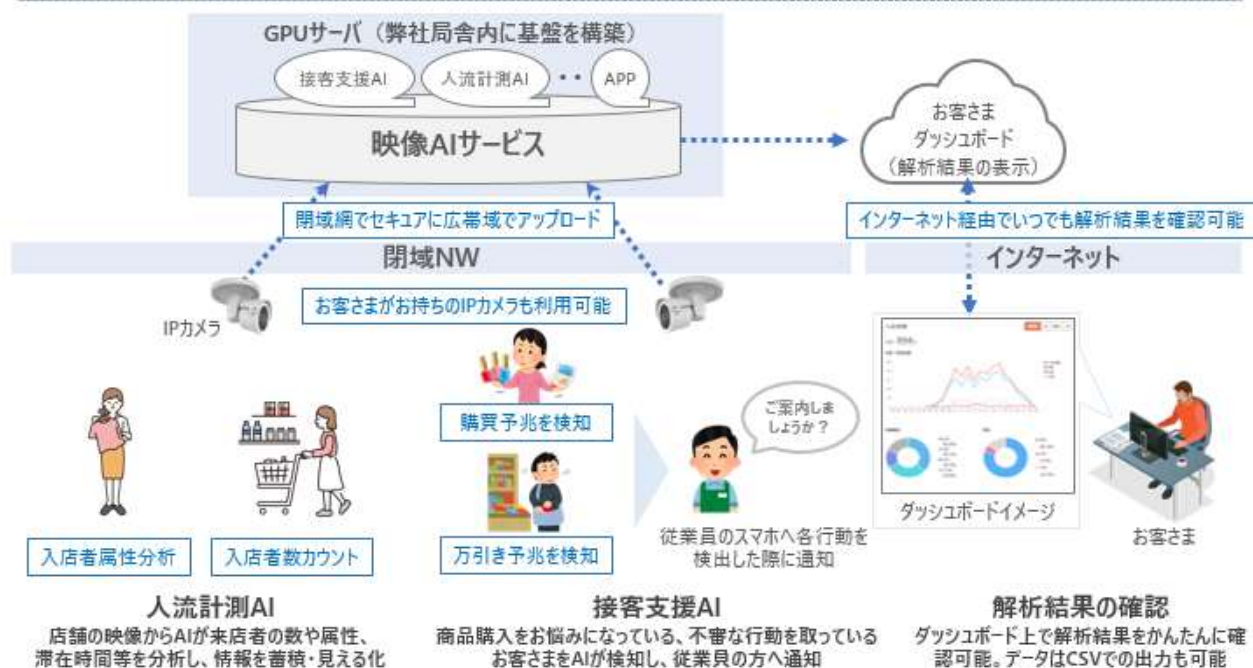 GPUサーバ（弊社局舎内に基盤を構築）
接客支援AI
人流計測AI
・・
APP
映像AIサービス
お客さま
ダッシュボード
（解析結果の表示）
閉域網でセキュアに広帯域でアップロード
インターネット経由でいつでも解析結果を確認可能
閉域NW
インターネット
お客さまがお持ちのIPカメラも利用可能
IPカメラ
購買予兆を検知
ご案内しま
しょうか？
万引き予兆を検知
従業員のスマホへ各行動を
検出した際に通知
入店者属性分析
入店者数カウント
ダッシュボードイメージ
お客さま
人流計測AI
店舗の映像からAIが来店者の数や属性、
滞在時間等を分析し、情報を蓄積・見える化
接客支援AI
商品購入をお悩みになっている、不審な行動を取っている
お客さまをAIが検知し、従業員の方へ通知
解析結果の確認
ダッシュボード上で解析結果をかんたんに確
認可能。データはCSVでの出力も可能